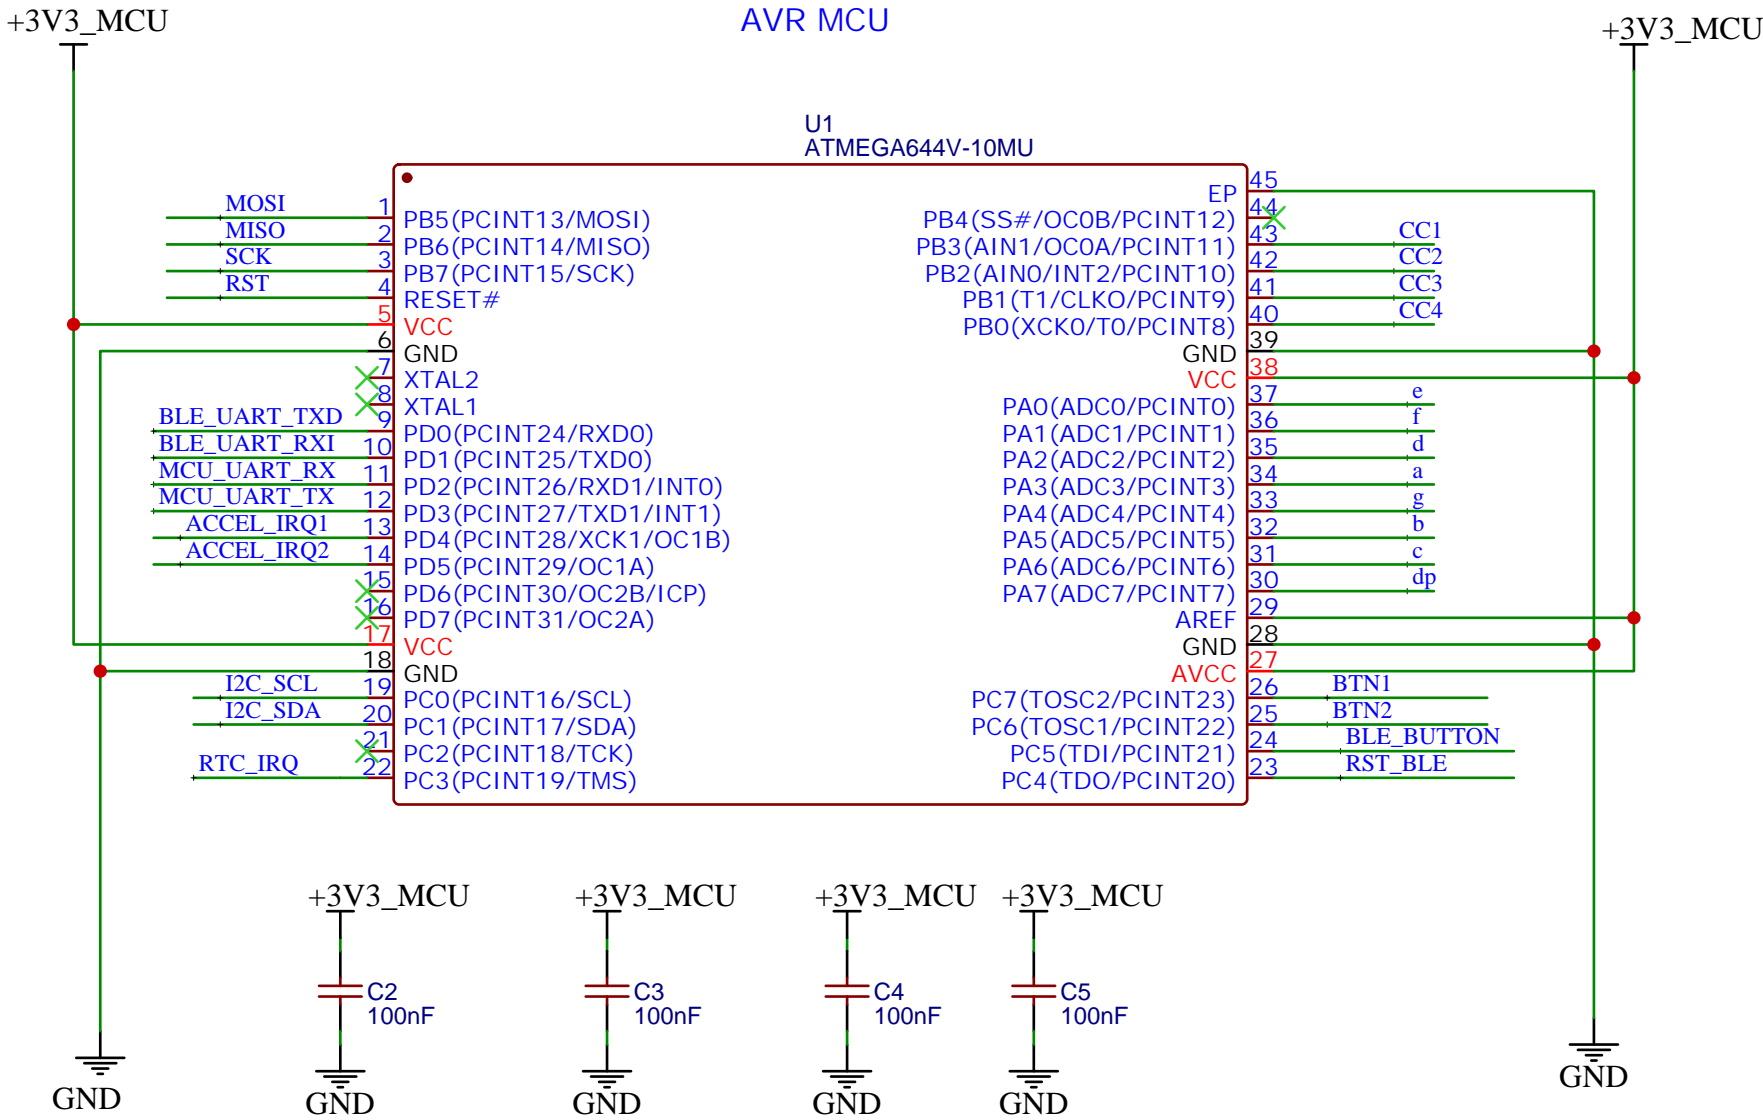 AVR MCU
+3V3_MCU
+3V3_MCU
U1
ATMEGA644V-10MU
MOSI 1 PB5(PCINT13/MOSI)
MISO 2 PB6(PCINT14/MISO)
SCK 3 PB7(PCINT15/SCK)
RST 4 RESET#
5 VCC
6 GND
7 XTAL2
8 XTAL1
BLE_UART_TXD 9 PD0(PCINT24/RXD0)
BLE_UART_RXI 10 PD1(PCINT25/TXD0)
MCU_UART_RX 11 PD2(PCINT26/RXD1/INT0)
MCU_UART_TX 12 PD3(PCINT27/TXD1/INT1)
ACCEL_IRQ1 13 PD4(PCINT28/XCK1/OC1B)
ACCEL_IRQ2 14 PD5(PCINT29/OC1A)
15 PD6(PCINT30/OC2B/ICP)
16 PD7(PCINT31/OC2A)
17 VCC
18 GND
I2C_SCL 19 PC0(PCINT16/SCL)
I2C_SDA 20 PC1(PCINT17/SDA)
21 PC2(PCINT18/TCK)
RTC_IRQ 22 PC3(PCINT19/TMS)
EP 45
PB4(SS#/OC0B/PCINT12) 44
PB3(AIN1/OC0A/PCINT11) 43 CC1
PB2(AIN0/INT2/PCINT10) 42 CC2
PB1(T1/CLKO/PCINT9) 41 CC3
PB0(XCK0/T0/PCINT8) 40 CC4
GND 39
VCC 38
PA0(ADC0/PCINT0) 37 e
PA1(ADC1/PCINT1) 36 f
PA2(ADC2/PCINT2) 35 d
PA3(ADC3/PCINT3) 34 a
PA4(ADC4/PCINT4) 33 g
PA5(ADC5/PCINT5) 32 b
PA6(ADC6/PCINT6) 31 c
PA7(ADC7/PCINT7) 30 dp
AREF 29
GND 28
AVCC 27
PC7(TOSC2/PCINT23) 26 BTN1
PC6(TOSC1/PCINT22) 25 BTN2
PC5(TDI/PCINT21) 24 BLE_BUTTON
PC4(TDO/PCINT20) 23 RST_BLE
+3V3_MCU
C2
100nF
GND
+3V3_MCU
C3
100nF
GND
+3V3_MCU
C4
100nF
GND
+3V3_MCU
C5
100nF
GND
GND
GND